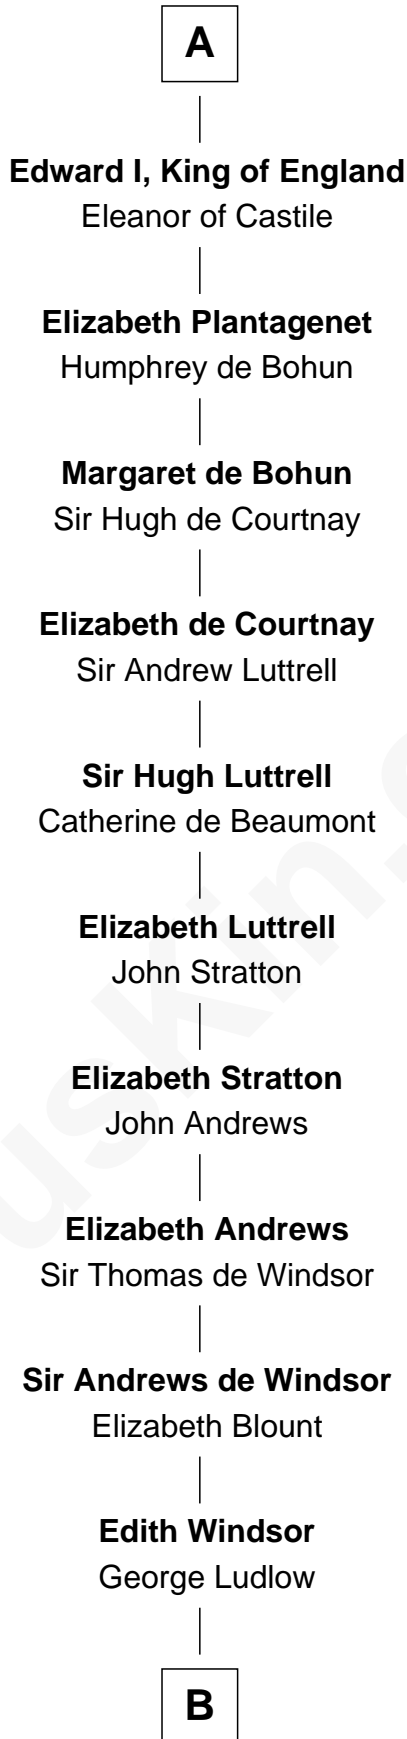 A
Edward I, King of England
Eleanor of Castile
Elizabeth Plantagenet
Humphrey de Bohun
Margaret de Bohun
Sir Hugh de Courtnay
Elizabeth de Courtnay
Sir Andrew Luttrell
Sir Hugh Luttrell
Catherine de Beaumont
Elizabeth Luttrell
John Stratton
Elizabeth Stratton
John Andrews
Elizabeth Andrews
Sir Thomas de Windsor
Sir Andrews de Windsor
Elizabeth Blount
Edith Windsor
George Ludlow
B